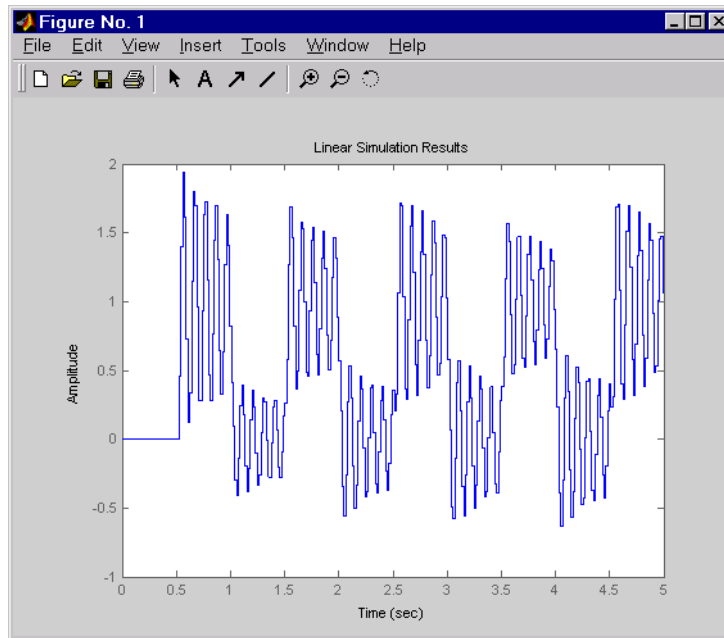 Figure No. 1
File Edit View Insert Tools Window Help
A
Linear Simulation Results
Amplitude
2
1.5
1
0.5
0
-0.5
-1
0 0.5 1 1.5 2 2.5 3 3.5 4 4.5 5
Time (sec)